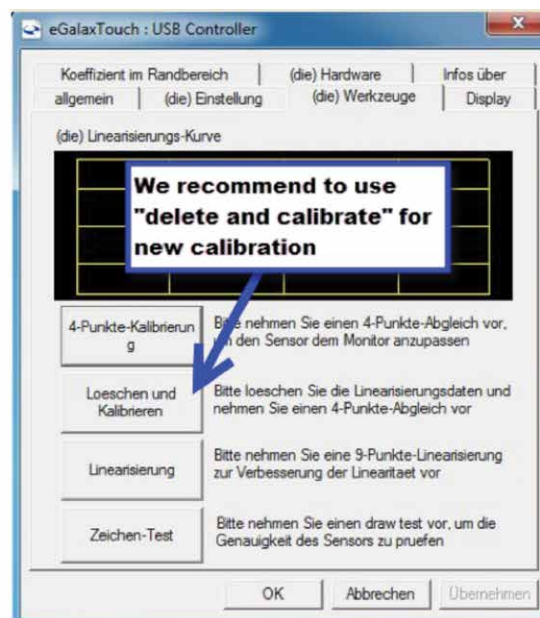 eGalaxTouch : USB Controller
Koeffizient im Randbereich
(die) Hardware
Infos über
allgemein
(die) Einstellung
(die) Werkzeuge
Display
(die) Linearisierungs-Kurve
We recommend to use
"delete and calibrate" for
new calibration
4-Punkte-Kalibrierun
g
Bitte nehmen Sie einen 4-Punkte-Abgleich vor,
um den Sensor dem Monitor anzupassen
Loeschen und
Kalibrieren
Bitte loeschen Sie die Linearisierungsdaten und
nehmen Sie einen 4-Punkte-Abgleich vor
Linearisierung
Bitte nehmen Sie eine 9-Punkte-Linearisierung
zur Verbesserung der Linearitaet vor
Zeichen-Test
Bitte nehmen Sie einen draw test vor, um die
Genauigkeit des Sensors zu pruefen
OK
Abbrechen
Übernehmen